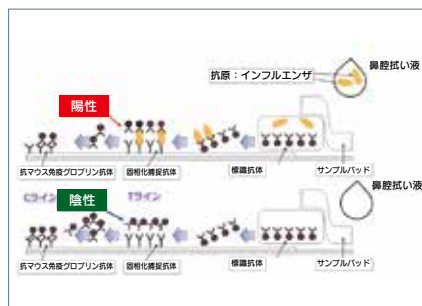 鼻腔拭い液
抗原：インフルエンザ
陽性
抗マウス免疫グロブリン抗体
固相化捕捉抗体
標識抗体
サンプルパッド
鼻腔拭い液
Cライン
陰性
Tライン
抗マウス免疫グロブリン抗体
固相化捕捉抗体
標識抗体
サンプルパッド